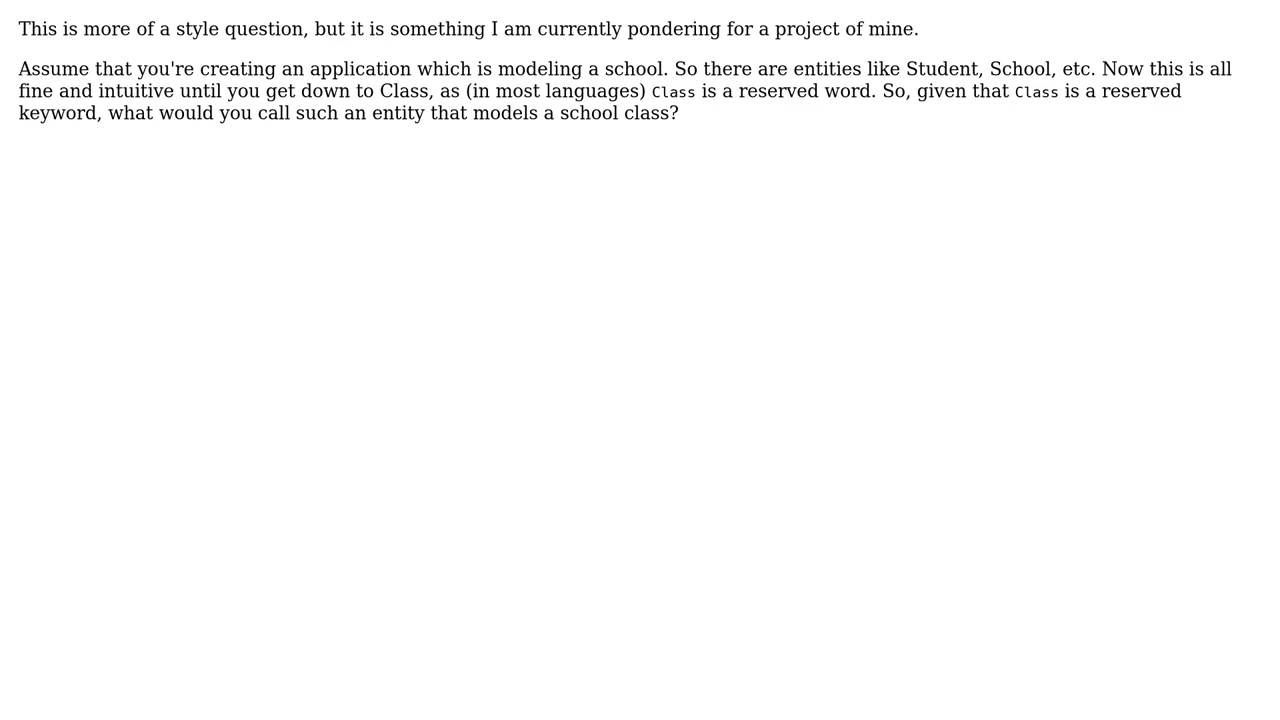 This is more of a style question, but it is something I am currently pondering for a project of mine.
Assume that you're creating an application which is modeling a school. So there are entities like Student, School, etc. Now this is all
fine and intuitive until you get down to Class, as (in most languages) Class is a reserved word. So, given that Class is a reserved
keyword, what would you call such an entity that models a school class?